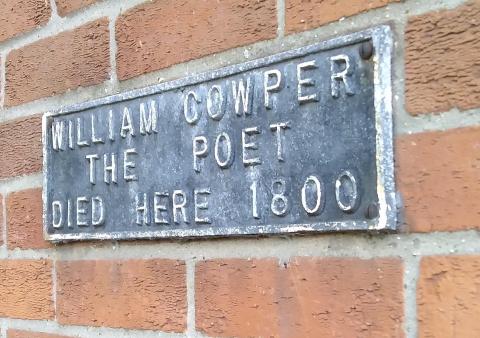 WILLIAM COWPER
THE POET
DIED HERE 1800